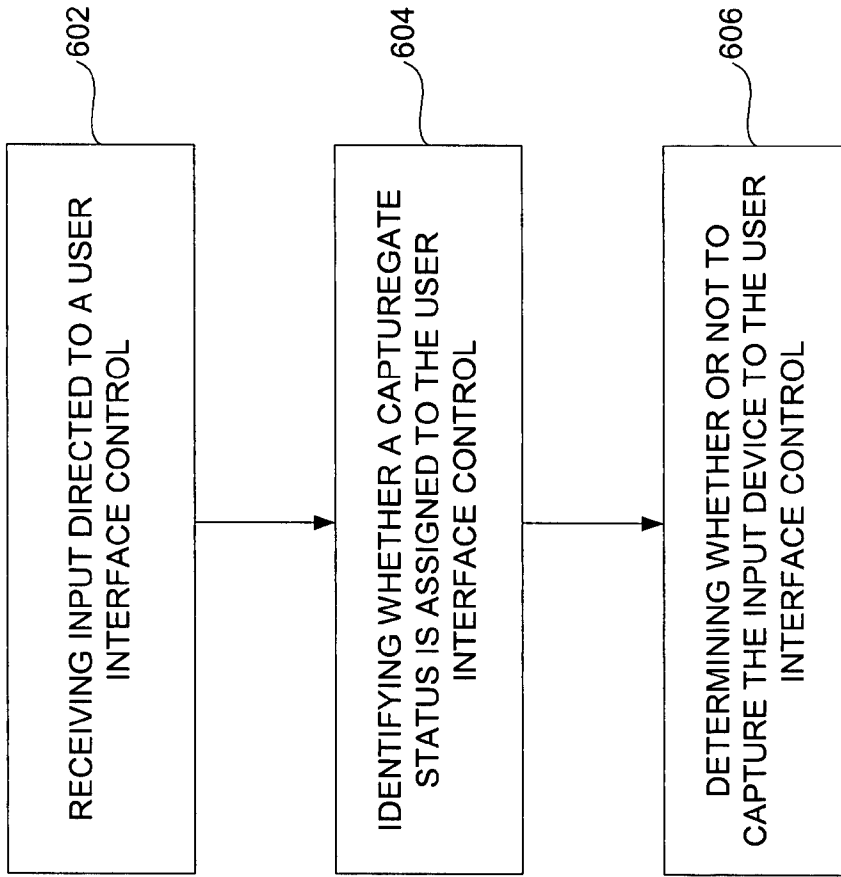 RECEIVING INPUT DIRECTED TO A USER
INTERFACE CONTROL
602
IDENTIFYING WHETHER A CAPTUREGATE
STATUS IS ASSIGNED TO THE USER
INTERFACE CONTROL
604
DETERMINING WHETHER OR NOT TO
CAPTURE THE INPUT DEVICE TO THE USER
INTERFACE CONTROL
606